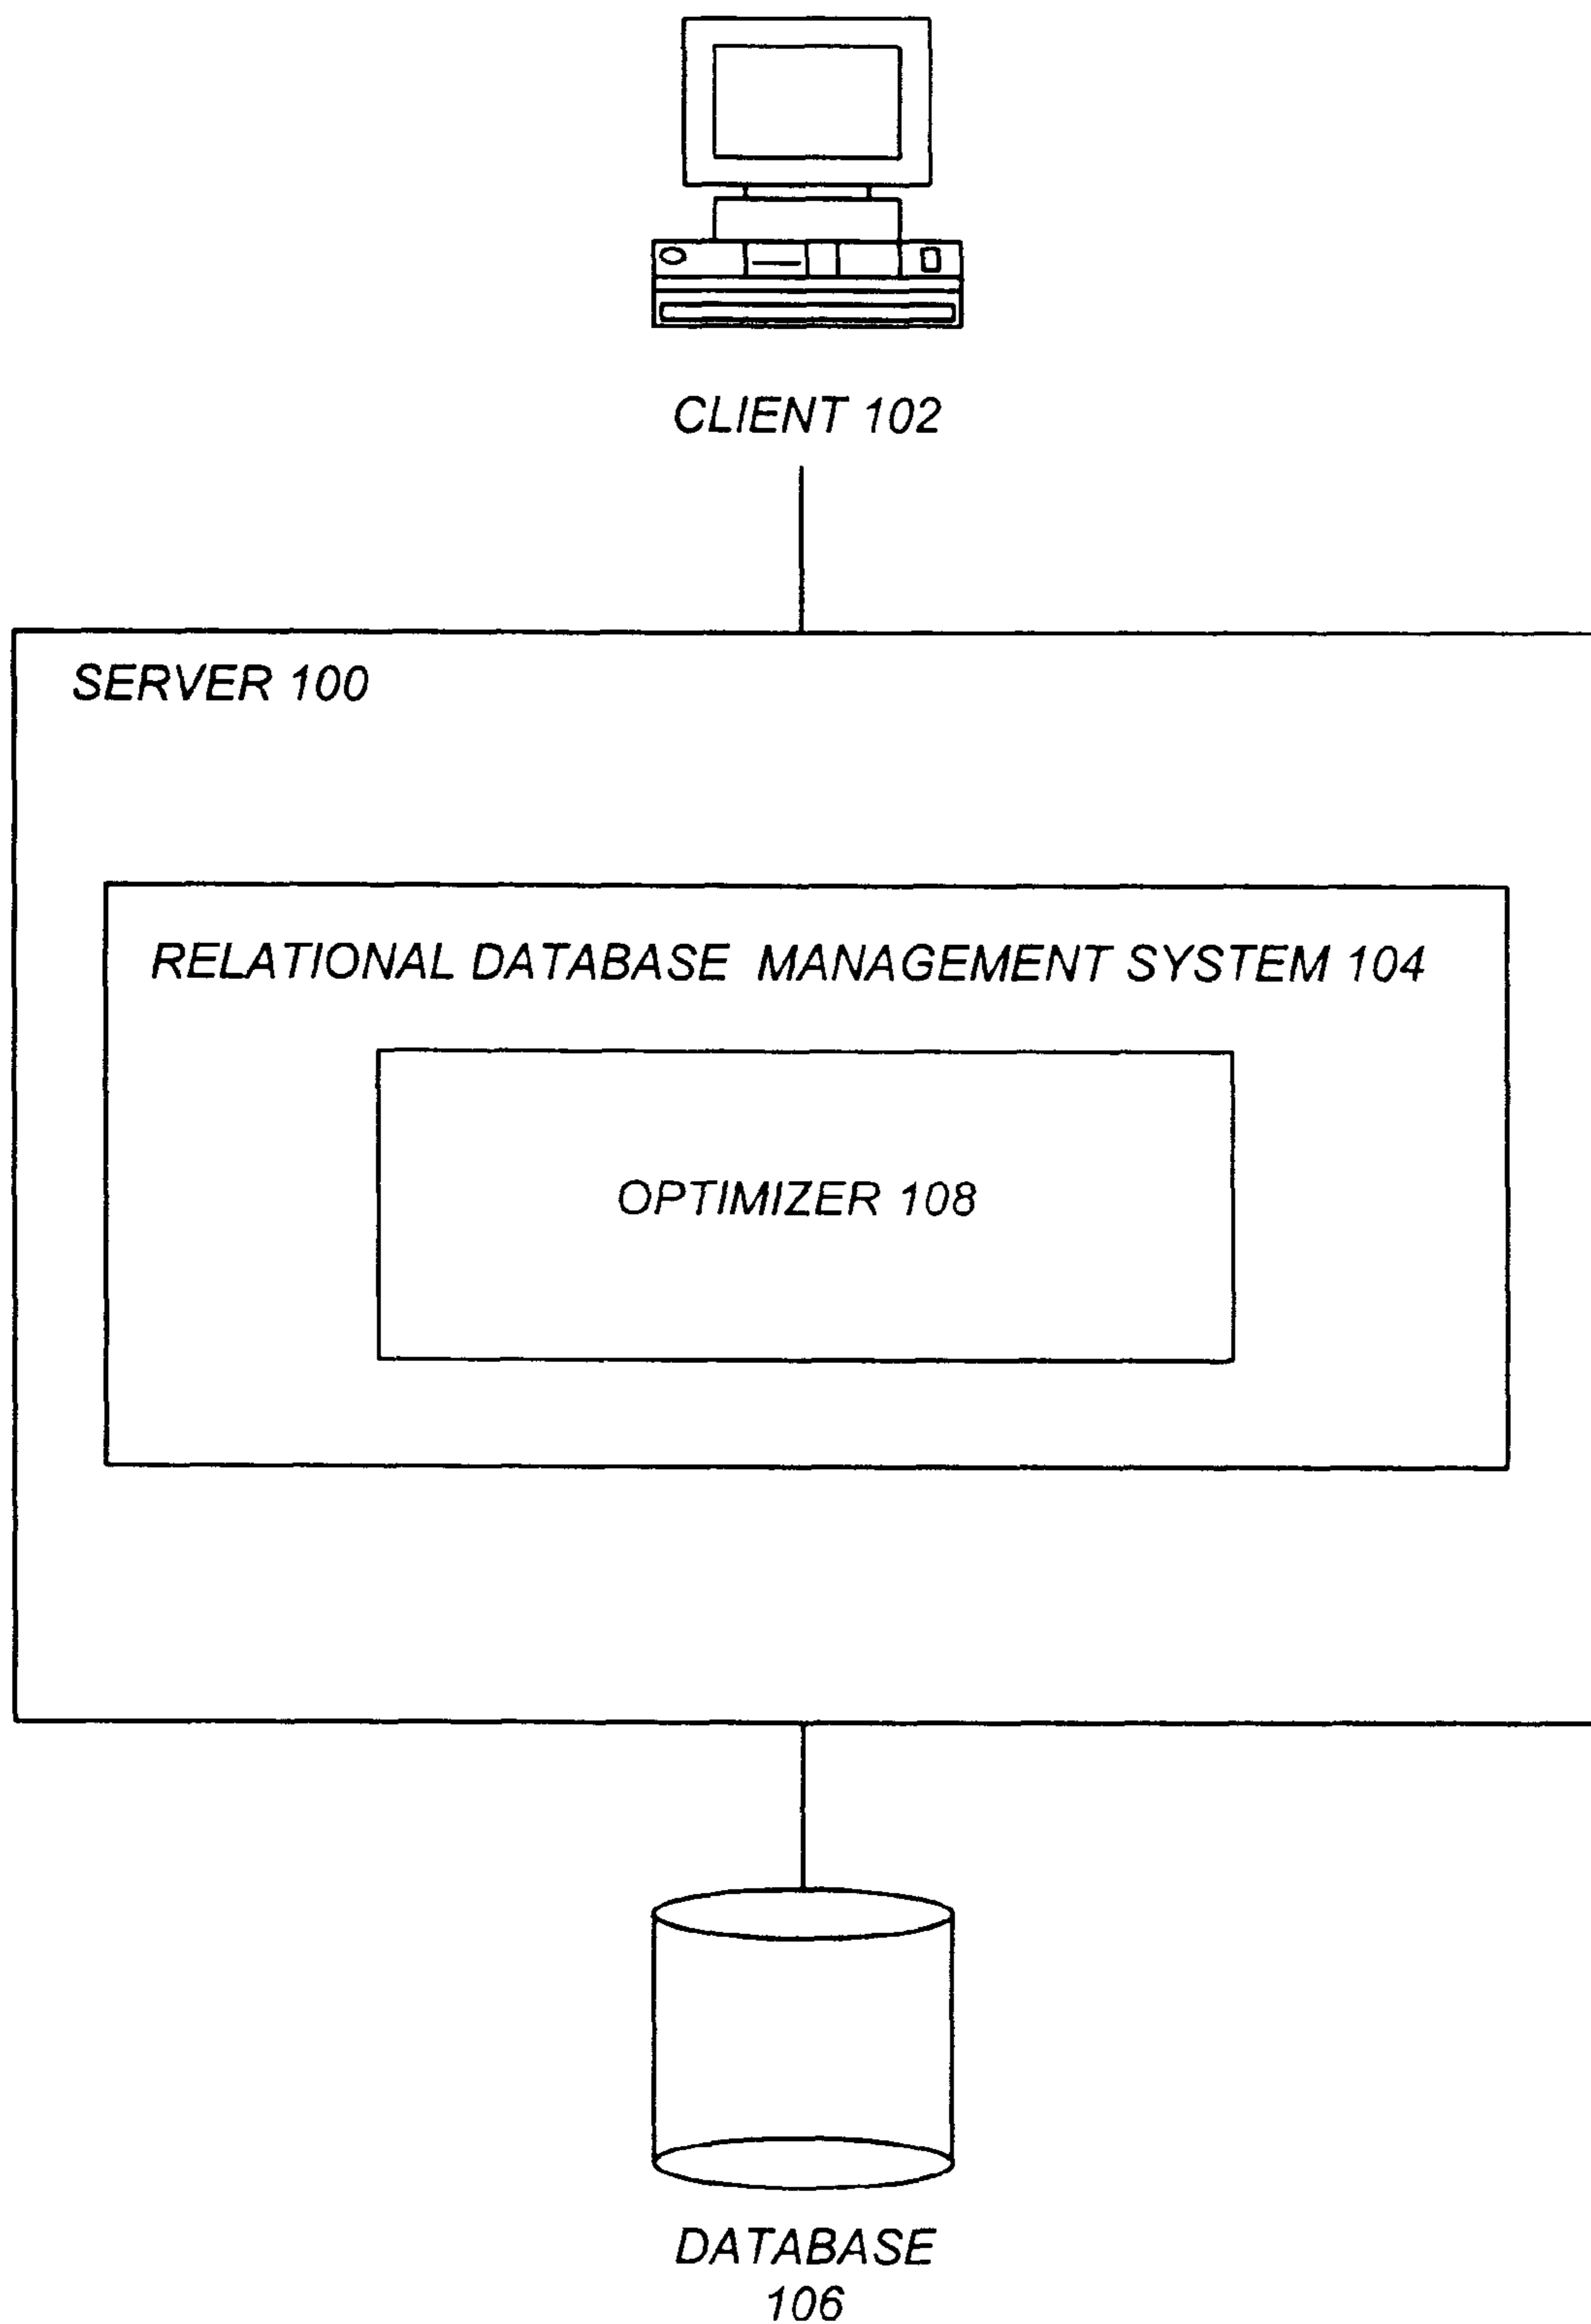 CLIENT 102
SERVER 100
RELATIONAL DATABASE MANAGEMENT SYSTEM 104
OPTIMIZER 108
DATABASE
106